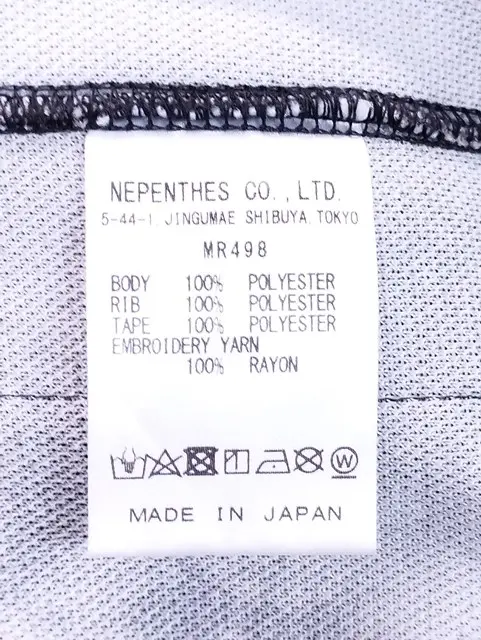 NEPENTHES CO.,LTD.
5-44-1, JINGUMAE SHIBUYA, TOKYO
MR498
BODY 100% POLYESTER
RIB 100% POLYESTER
TAPE 100% POLYESTER
EMBROIDERY YARN
100% RAYON
W
MADE IN JAPAN